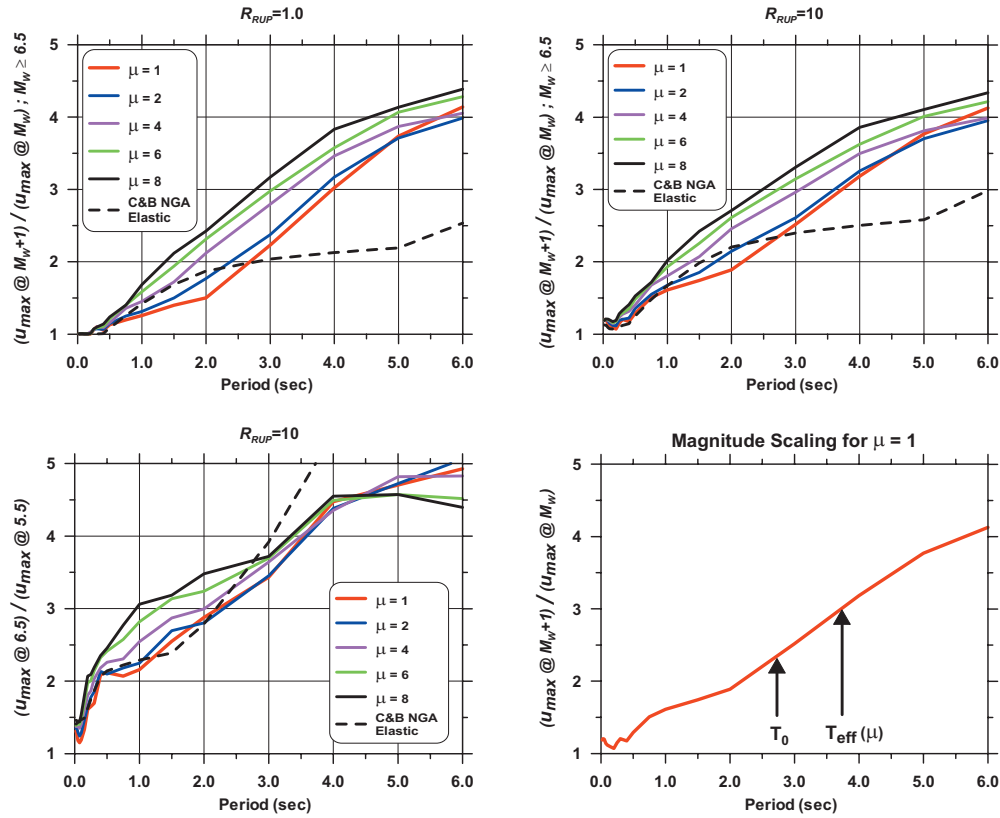 R_RUP=1.0
(u_max @ M_W+1) / (u_max @ M_W) ; M_W ≥ 6.5
5
4
3
2
1
μ = 1
μ = 2
μ = 4
μ = 6
μ = 8
C&B NGA
Elastic
0.0 1.0 2.0 3.0 4.0 5.0 6.0
Period (sec)
R_RUP=10
(u_max @ M_W+1) / (u_max @ M_W) ; M_W ≥ 6.5
5
4
3
2
1
μ = 1
μ = 2
μ = 4
μ = 6
μ = 8
C&B NGA
Elastic
0.0 1.0 2.0 3.0 4.0 5.0 6.0
Period (sec)
R_RUP=10
(u_max @ 6.5) / (u_max @ 5.5)
5
4
3
2
1
μ = 1
μ = 2
μ = 4
μ = 6
μ = 8
C&B NGA
Elastic
0.0 1.0 2.0 3.0 4.0 5.0 6.0
Period (sec)
Magnitude Scaling for μ = 1
(u_max @ M_W+1) / (u_max @ M_W)
5
4
3
2
1
T_0
T_eff (μ)
0.0 1.0 2.0 3.0 4.0 5.0 6.0
Period (sec)